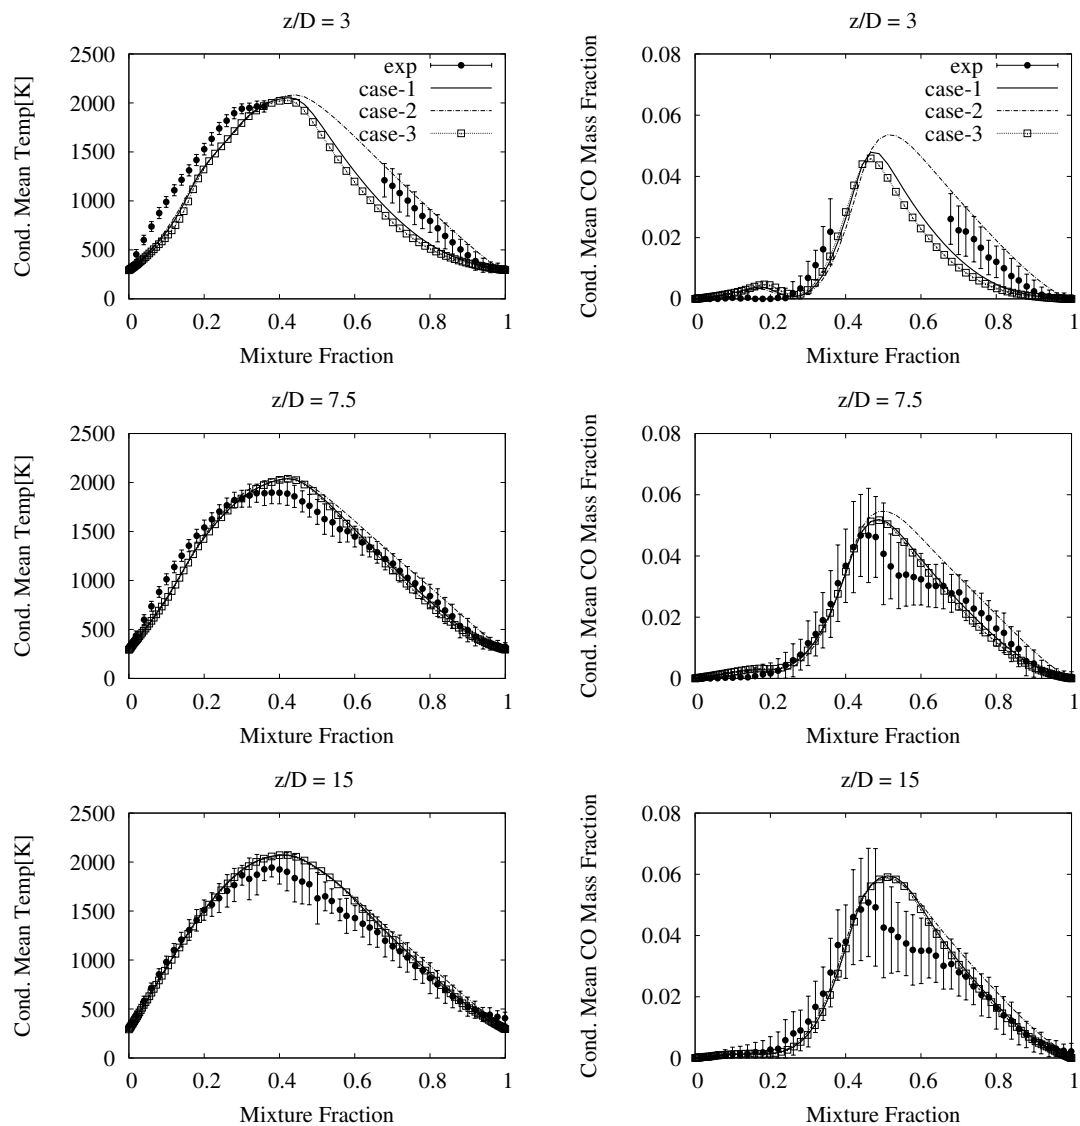 z/D = 3
Cond. Mean Temp[K]
2500
2000
1500
1000
500
0
0
0.2
0.4
0.6
0.8
1
Mixture Fraction
exp
case-1
case-2
case-3
z/D = 3
Cond. Mean CO Mass Fraction
0.08
0.06
0.04
0.02
0
0
0.2
0.4
0.6
0.8
1
Mixture Fraction
exp
case-1
case-2
case-3
z/D = 7.5
Cond. Mean Temp[K]
2500
2000
1500
1000
500
0
0
0.2
0.4
0.6
0.8
1
Mixture Fraction
z/D = 7.5
Cond. Mean CO Mass Fraction
0.08
0.06
0.04
0.02
0
0
0.2
0.4
0.6
0.8
1
Mixture Fraction
z/D = 15
Cond. Mean Temp[K]
2500
2000
1500
1000
500
0
0
0.2
0.4
0.6
0.8
1
Mixture Fraction
z/D = 15
Cond. Mean CO Mass Fraction
0.08
0.06
0.04
0.02
0
0
0.2
0.4
0.6
0.8
1
Mixture Fraction